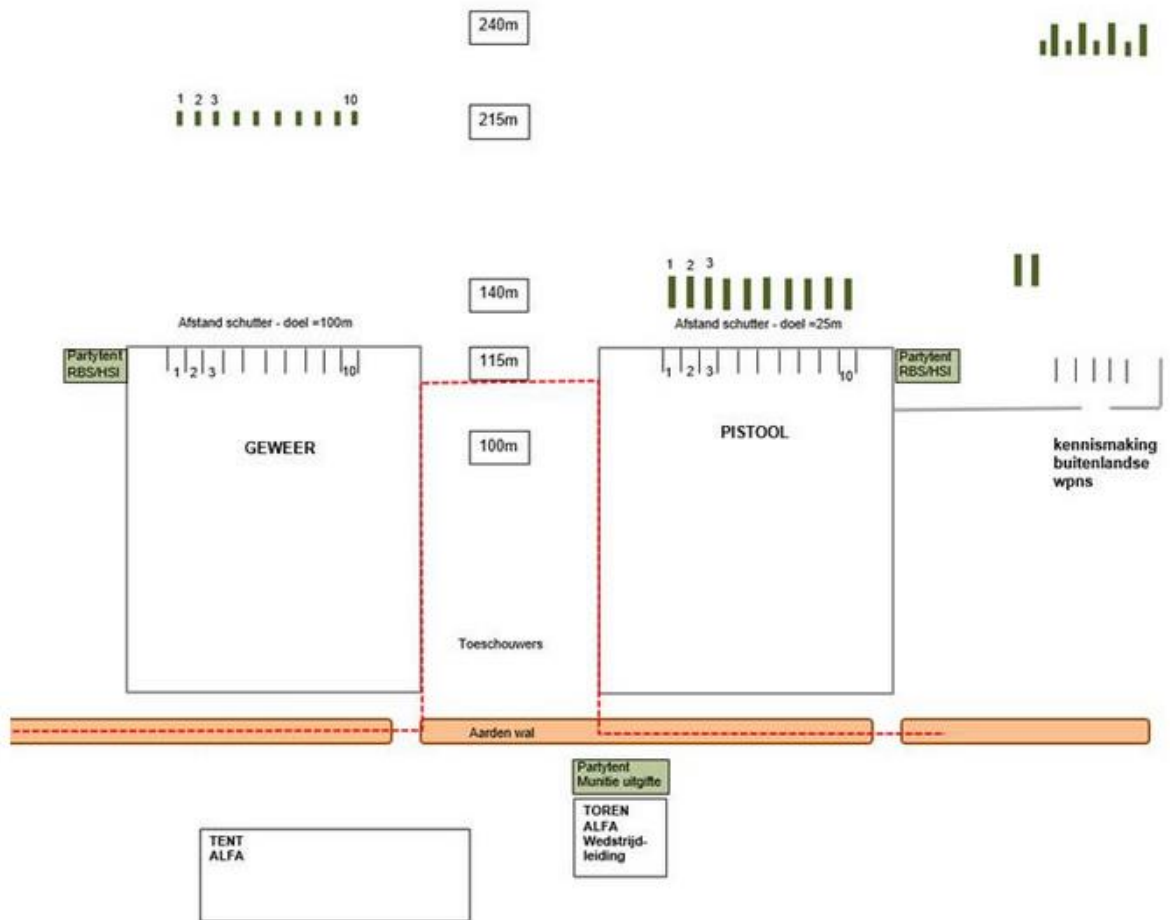 240m
1 2 3 10
215m
1 2 3
140m
Afstand schutter - doel =100m
Afstand schutter - doel =25m
Partytent
RBS/HSI
1 2 3 10
115m
1 2 3 10
Partytent
RBS/HSI
GEWEER
100m
PISTOOL
kennismaking
buitenlandse
wpns
Toeschouwers
Aarden wal
Partytent
Munitie uitgifte
TOREN
ALFA
Wedstrijd-
leiding
TENT
ALFA